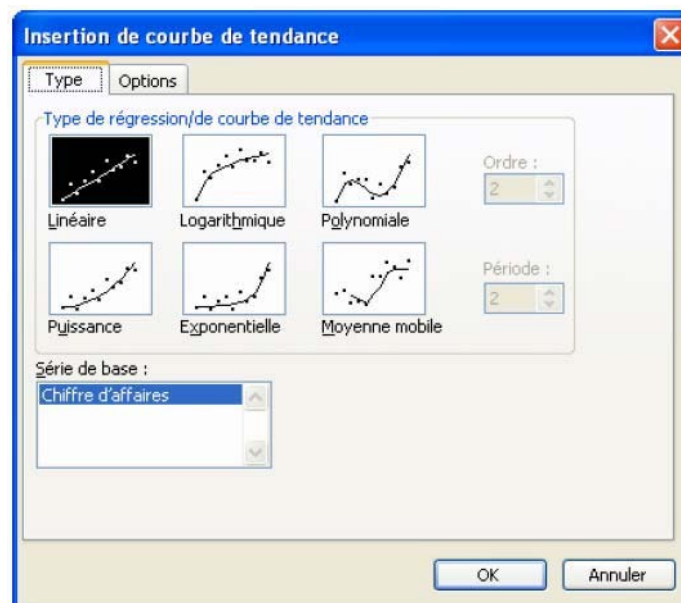 Insertion de courbe de tendance
Type Options
Type de régression/de courbe de tendance
Linéaire Logarithmique Polynomiale
Ordre :
2
Puissance Exponentielle Moyenne mobile
Période :
2
Série de base :
Chiffre d'affaires
OK Annuler